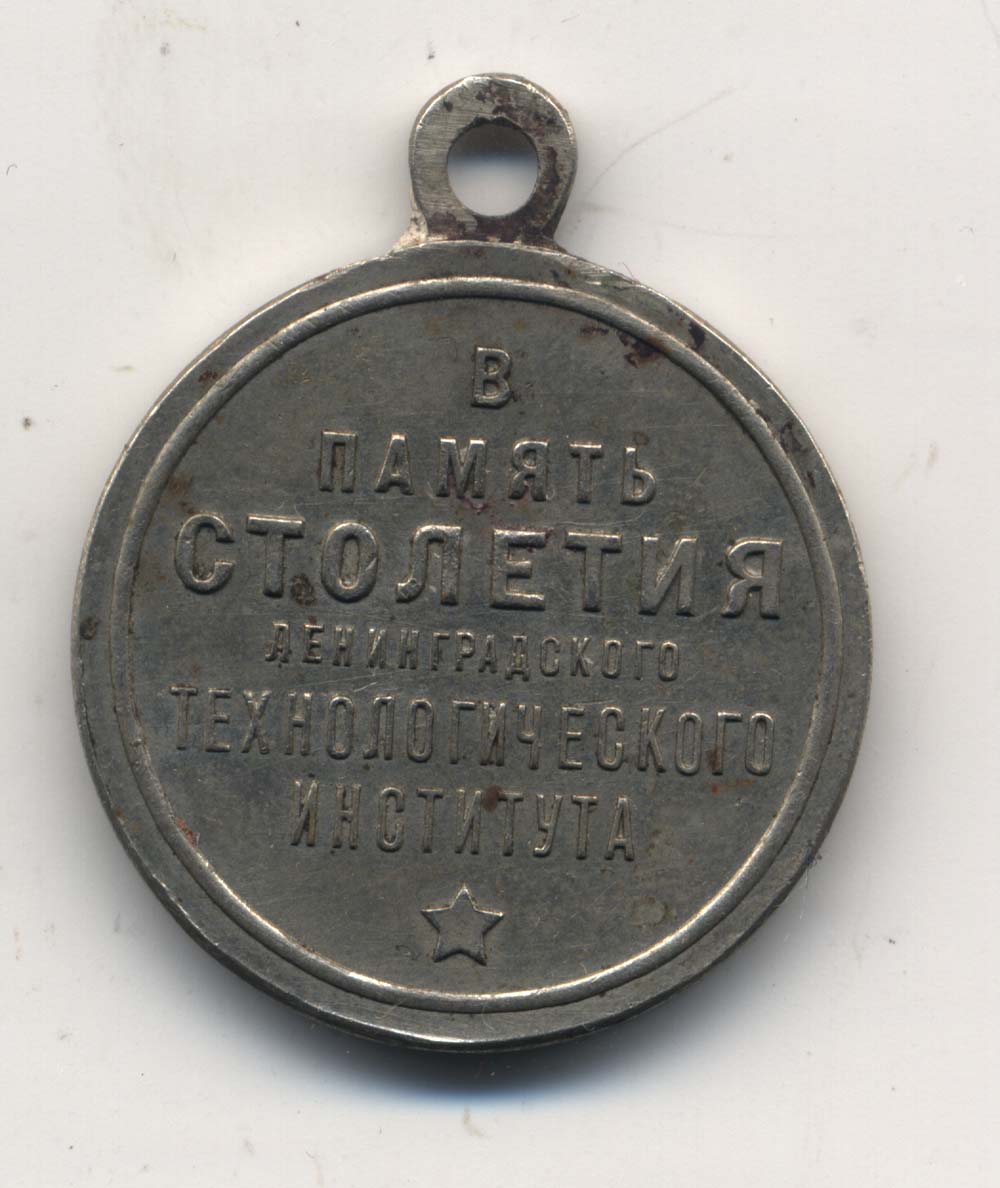 В
ПАМЯТЬ
СТОЛЕТИЯ
ЛЕНИНГРАДСКОГО
ТЕХНОЛОГИЧЕСКОГО
ИНСТИТУТА